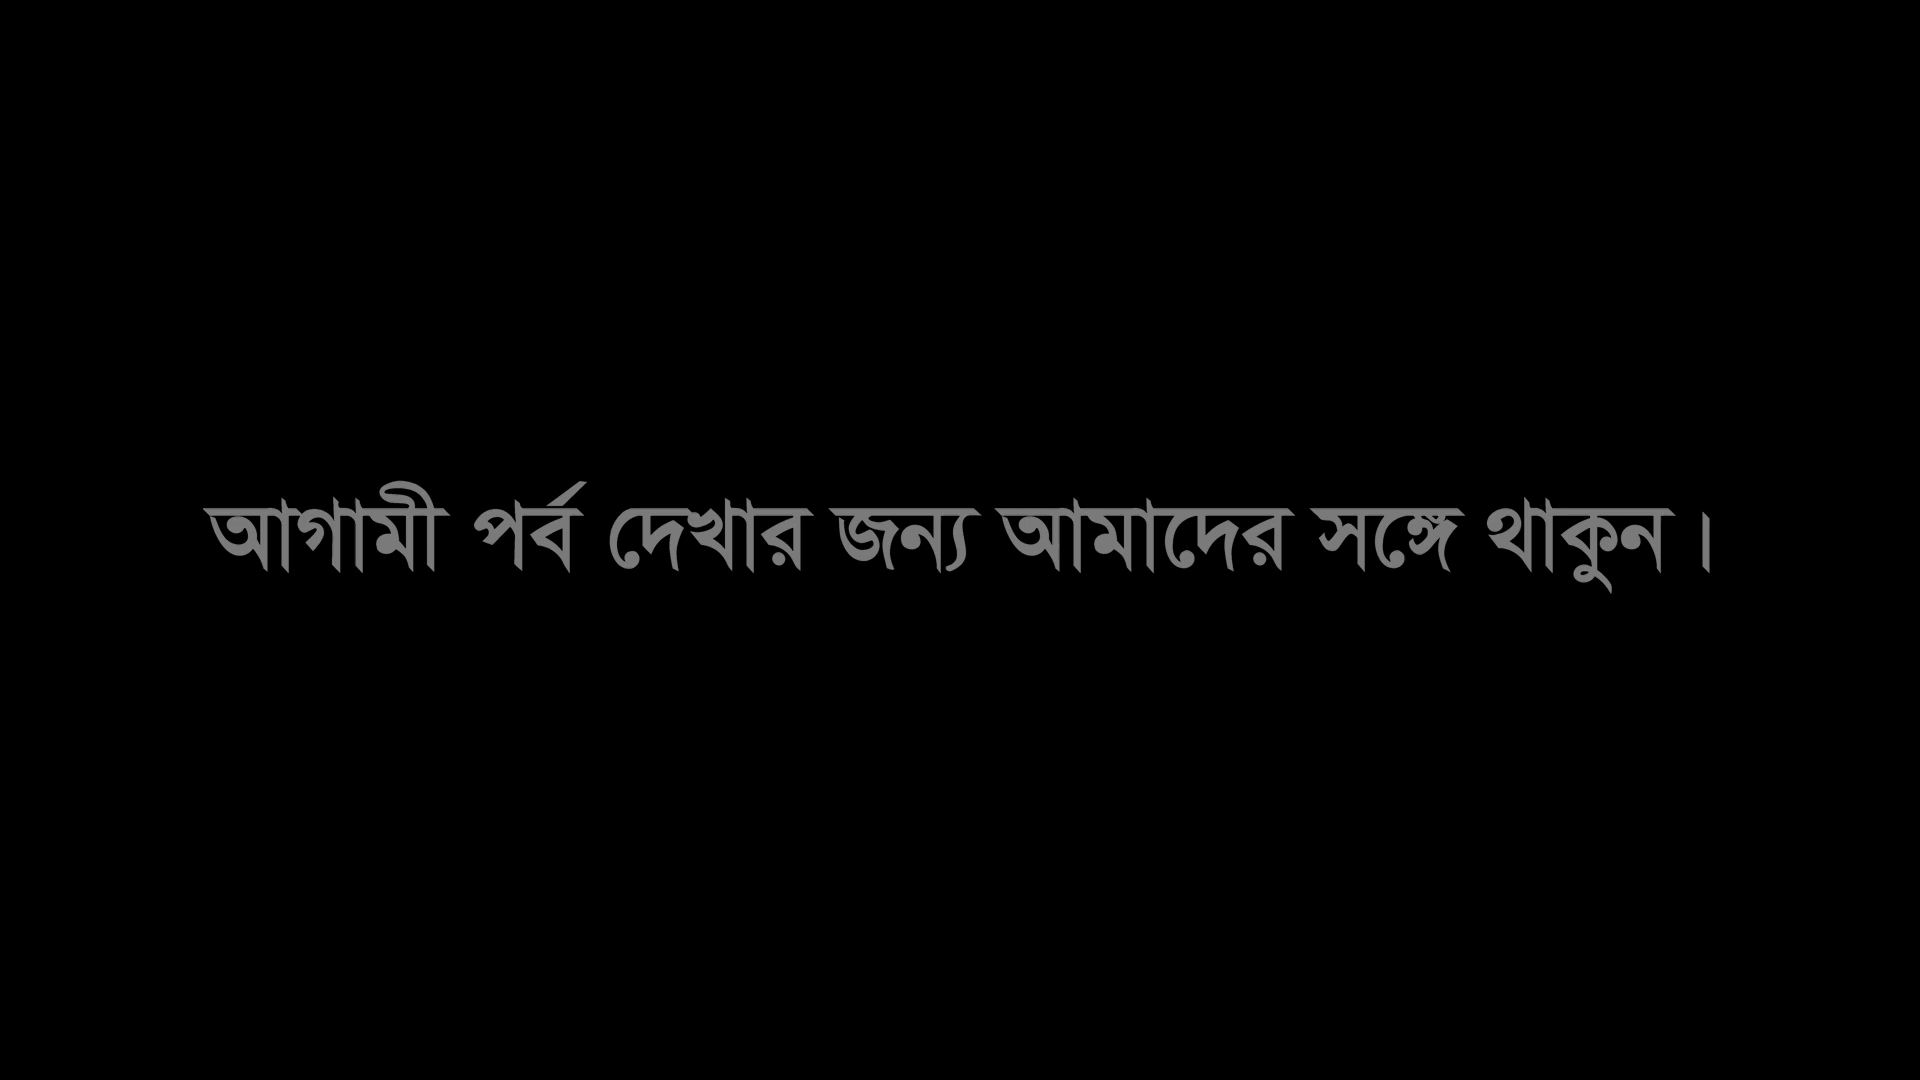 আগামী পর্ব দেখার জন্য আমাদের সঙ্গে থাকুন।